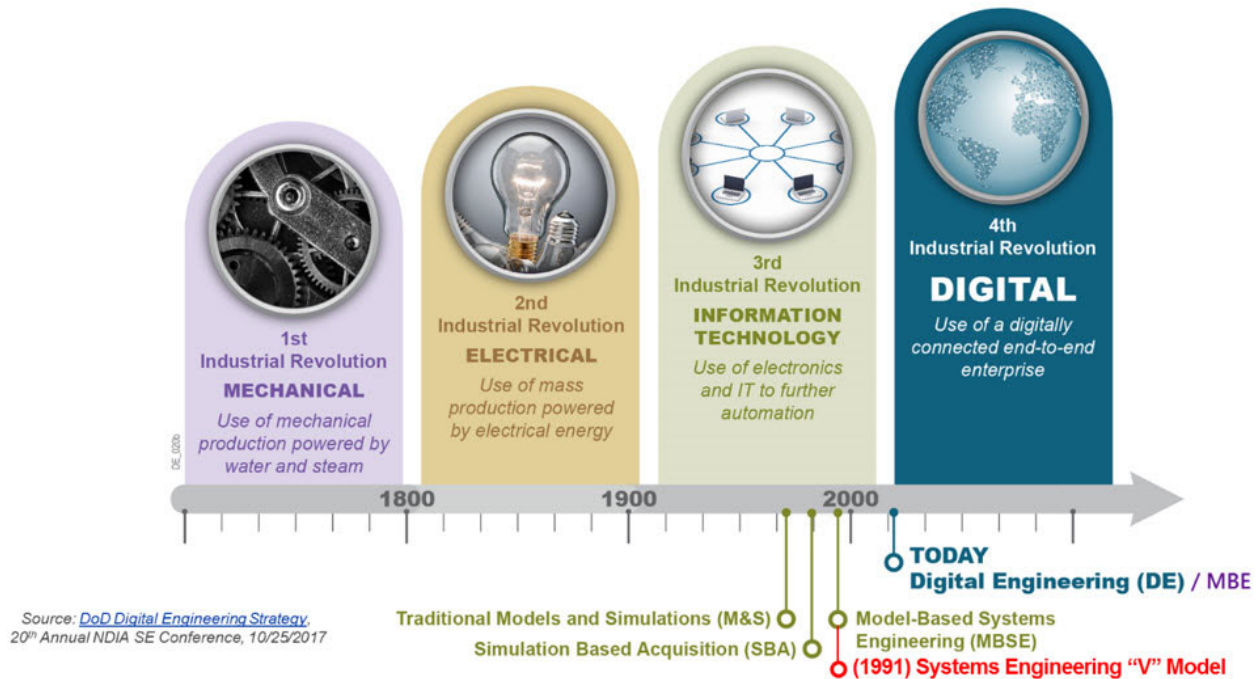 1st
Industrial Revolution
MECHANICAL
Use of mechanical
production powered by
water and steam
2nd
Industrial Revolution
ELECTRICAL
Use of mass
production powered
by electrical energy
3rd
Industrial Revolution
INFORMATION
TECHNOLOGY
Use of electronics
and IT to further
automation
4th
Industrial Revolution
DIGITAL
Use of a digitally
connected end-to-end
enterprise
DE_020b
1800
1900
2000
TODAY
Digital Engineering (DE) / MBE
Traditional Models and Simulations (M&S)
Simulation Based Acquisition (SBA)
Model-Based Systems
Engineering (MBSE)
(1991) Systems Engineering “V” Model
Source: DoD Digital Engineering Strategy,
20th Annual NDIA SE Conference, 10/25/2017